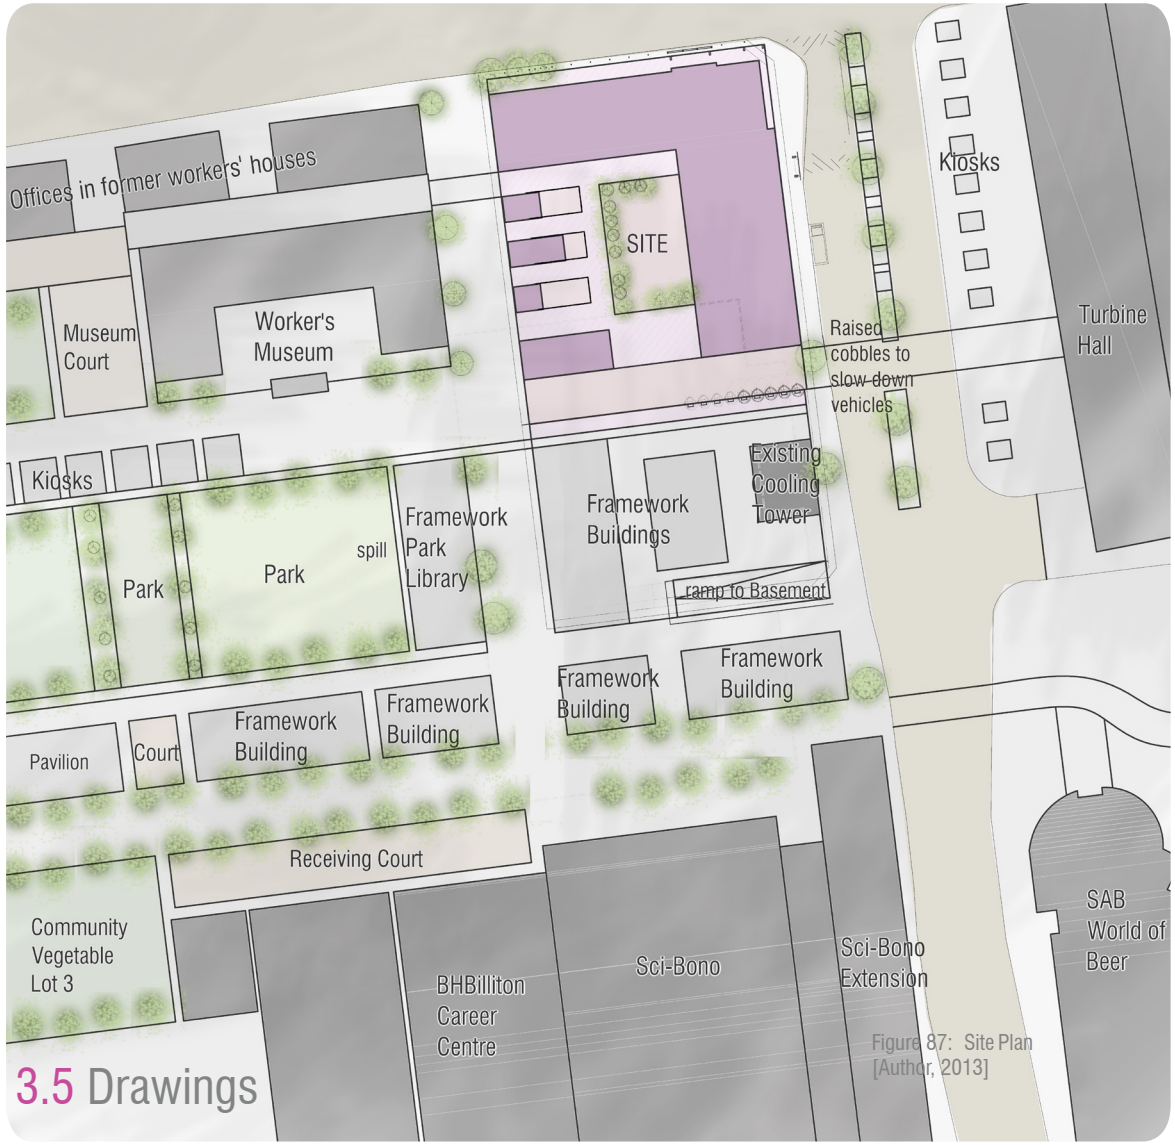 Offices in former workers' houses
Kiosks
SITE
Museum
Court
Worker's
Museum
Raised
cobbles to
slow down
vehicles
Turbine
Hall
Kiosks
Existing
Cooling
Tower
Framework
Buildings
Framework
Park
Library
spill
Park
Park
ramp to Basement
Framework
Building
Framework
Building
Framework
Building
Framework
Building
Pavilion
Court
Receiving Court
Community
Vegetable
Lot 3
BHBilliton
Career
Centre
Sci-Bono
Sci-Bono
Extension
SAB
World of
Beer
Figure 87: Site Plan
[Author, 2013]
3.5 Drawings